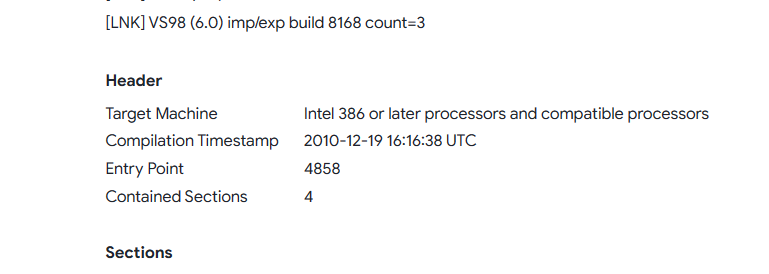 [LNK] VS98 (6.0) imp/exp build 8168 count=3
Header
Target Machine Intel 386 or later processors and compatible processors
Compilation Timestamp 2010-12-19 16:16:38 UTC
Entry Point 4858
Contained Sections 4
Sections